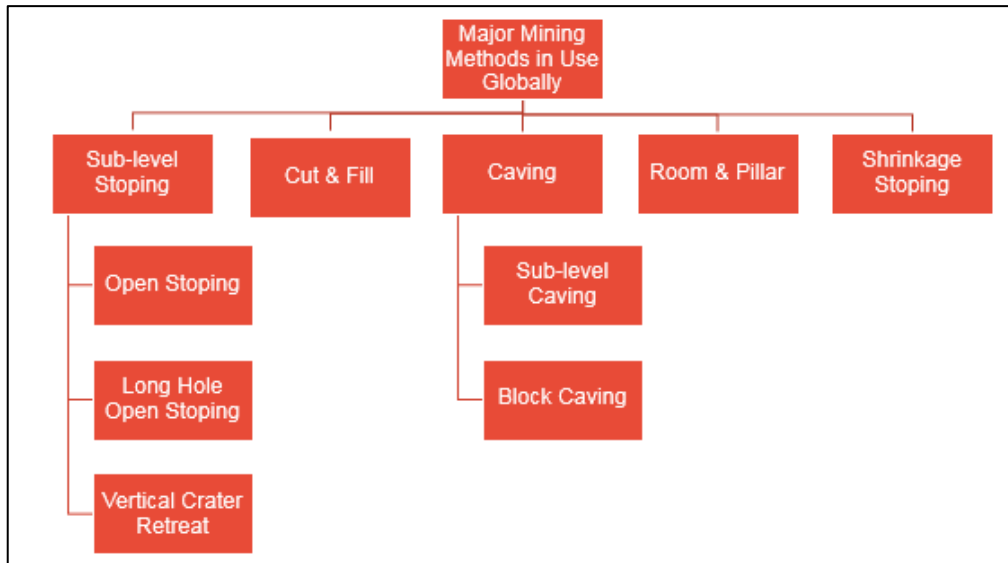 Major Mining
Methods in Use
Globally
Sub-level
Stoping
Cut & Fill
Caving
Room & Pillar
Shrinkage
Stoping
Open Stoping
Long Hole
Open Stoping
Vertical Crater
Retreat
Sub-level
Caving
Block Caving